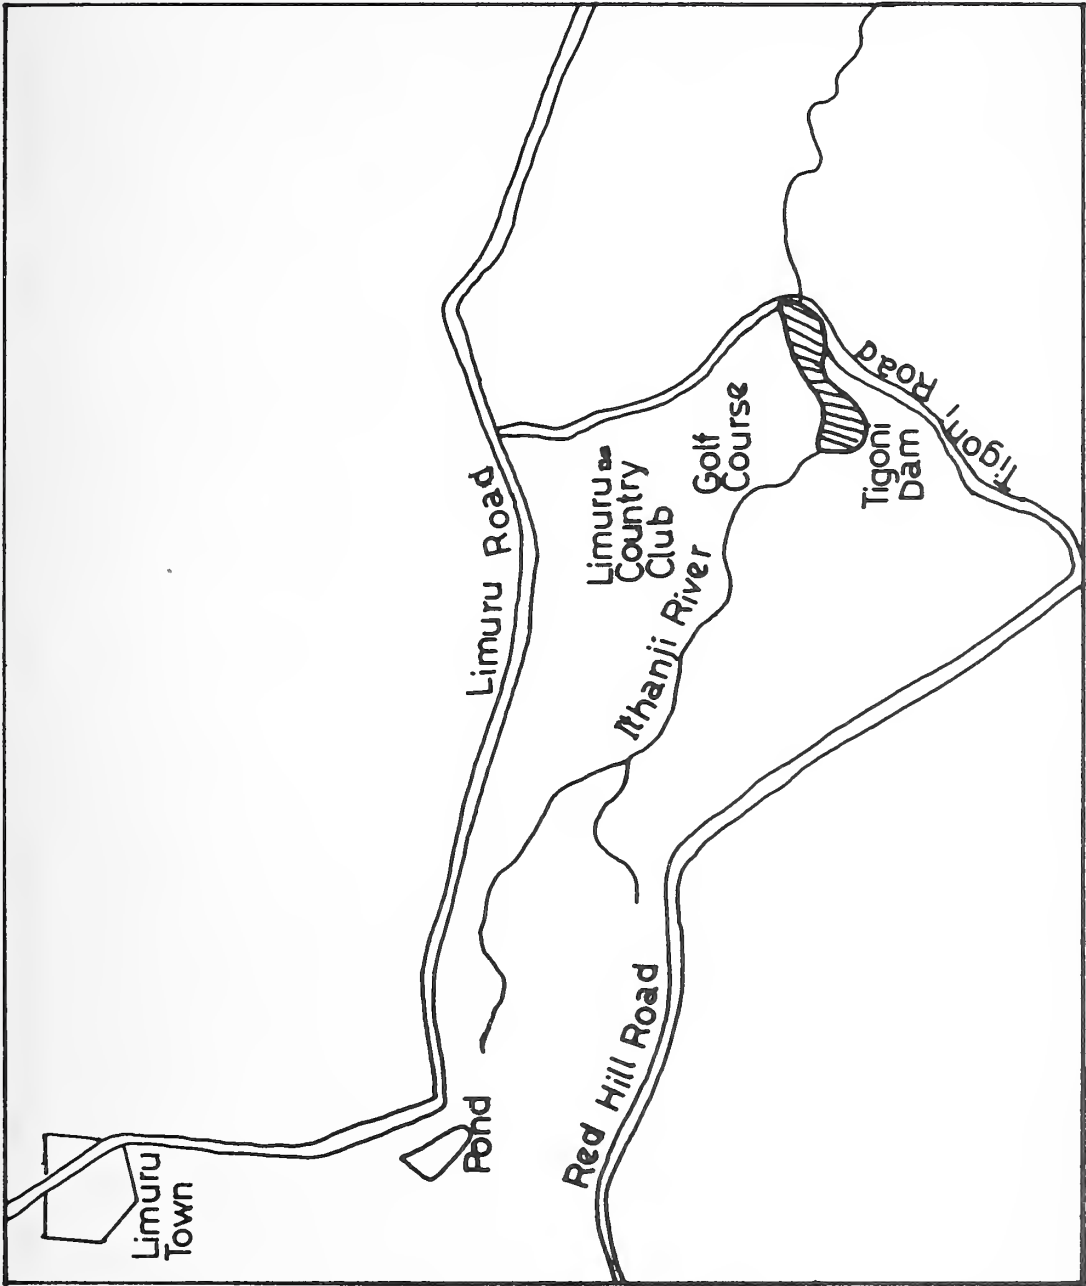 Limuru
Town
Pond
Limuru Road
Red Hill Road
Ithanji River
Limuru
Country
Club
Golf
Course
Tigoni
Dam
Tigoni Road